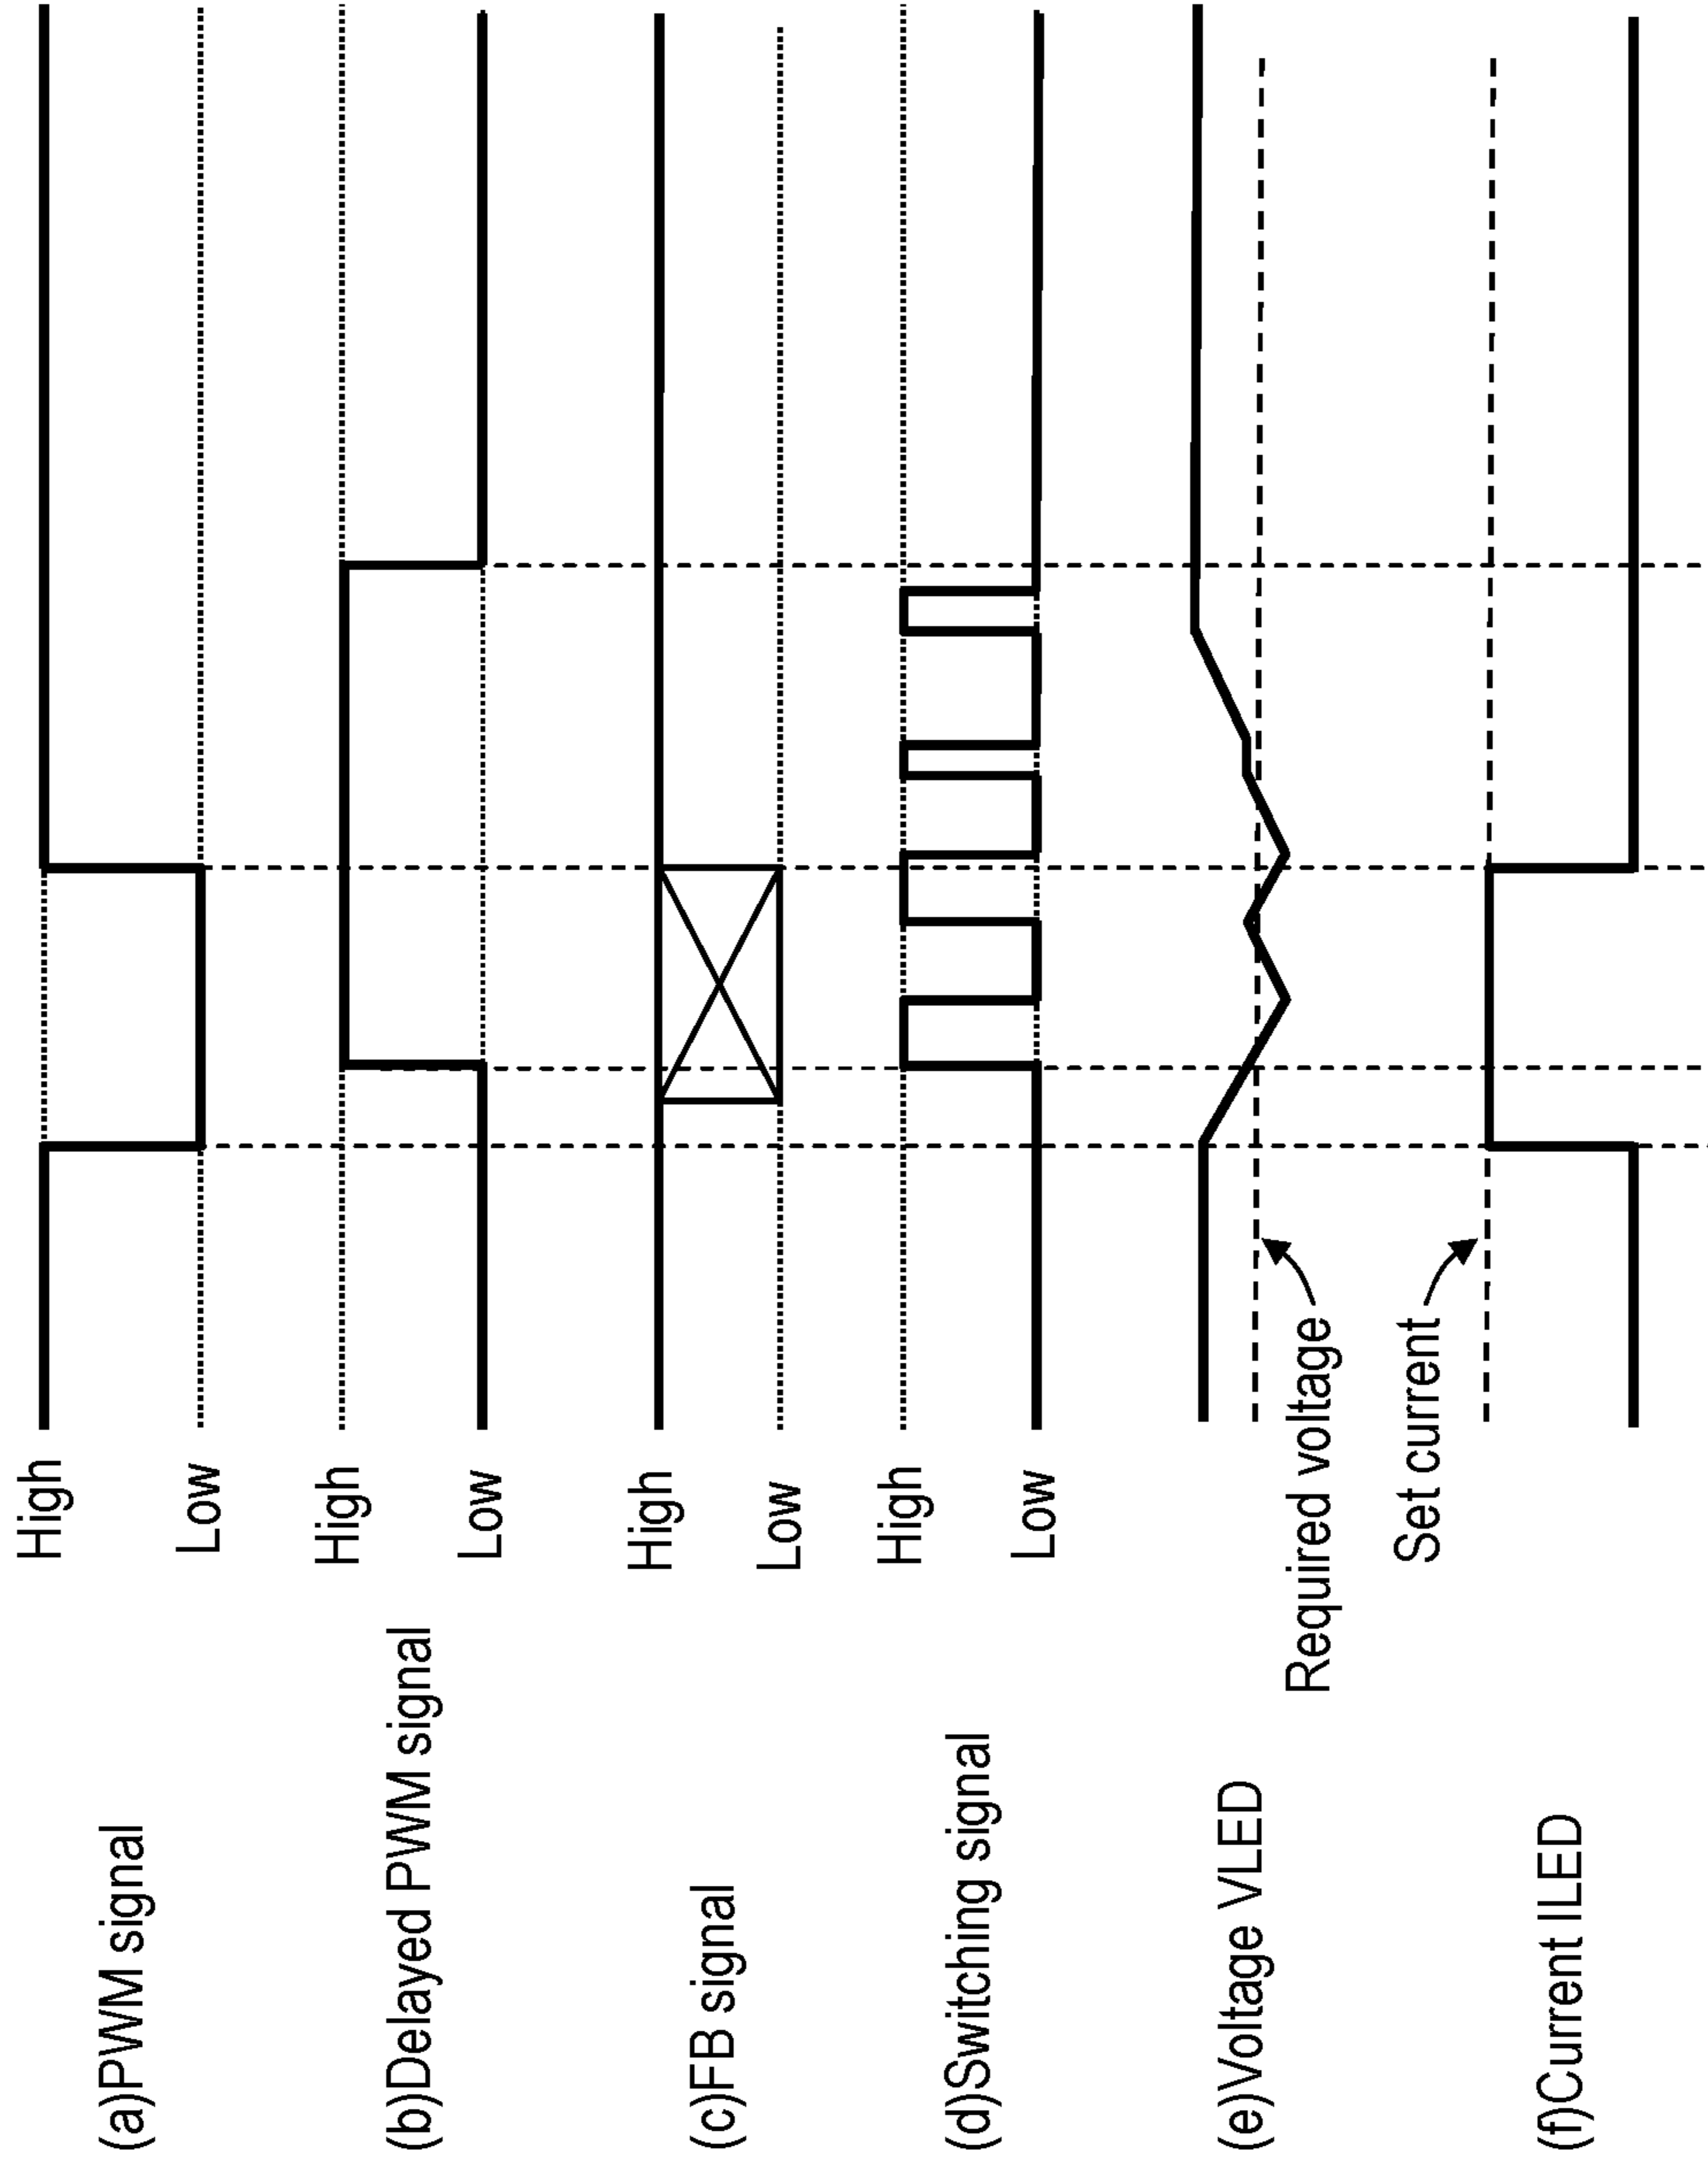 (a)PWM signal
High
Low
(b)Delayed PWM signal
High
Low
(c)FB signal
High
Low
(d)Switching signal
High
Low
(e)Voltage VLED
Required voltage
Set current
(f)Current ILED